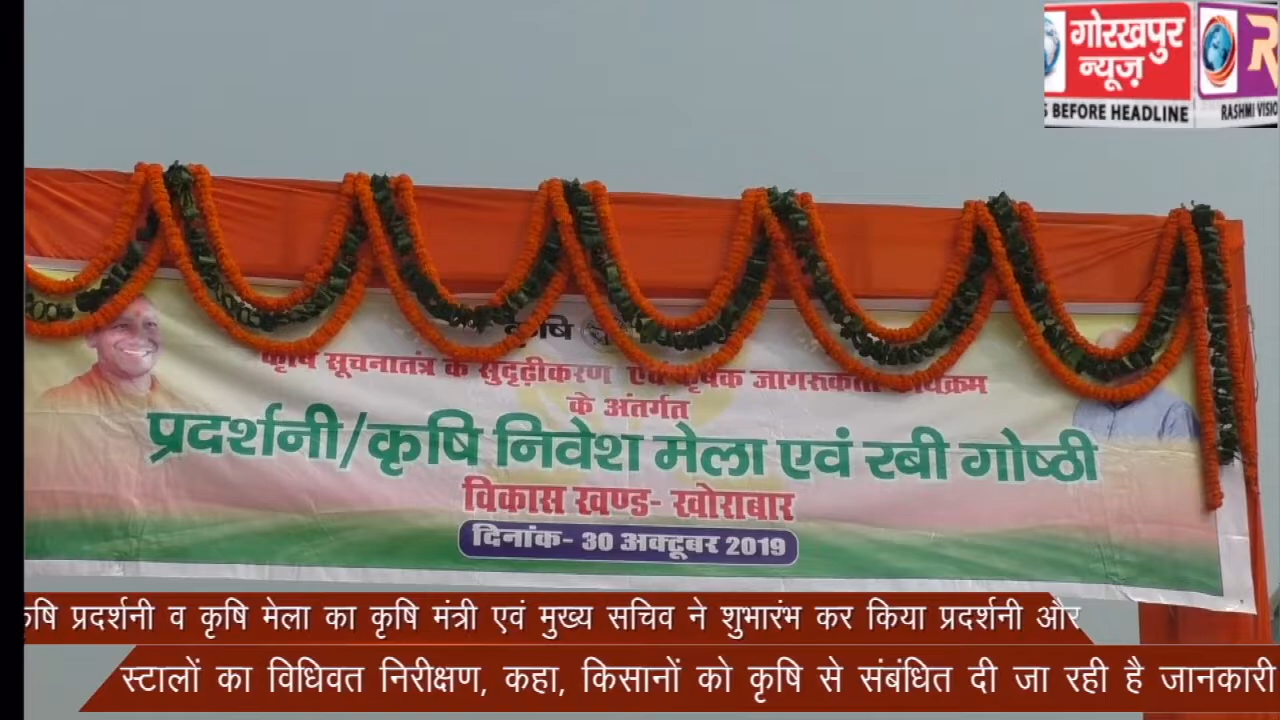 गोरखपुर
न्यूज़
BEFORE HEADLINE
RASHMI VISIO
कृषि
कृषि सूचनातंत्र के सुदृढ़ीकरण एवं कृषक जागरूकता कार्यक्रम
के अंतर्गत
प्रदर्शनी/कृषि निवेश मेला एवं रबी गोष्ठी
विकास खण्ड- खोराबार
दिनांक- 30 अक्टूबर 2019
कृषि प्रदर्शनी व कृषि मेला का कृषि मंत्री एवं मुख्य सचिव ने शुभारंभ कर किया प्रदर्शनी और
स्टालों का विधिवत निरीक्षण, कहा, किसानों को कृषि से संबंधित दी जा रही है जानकारी